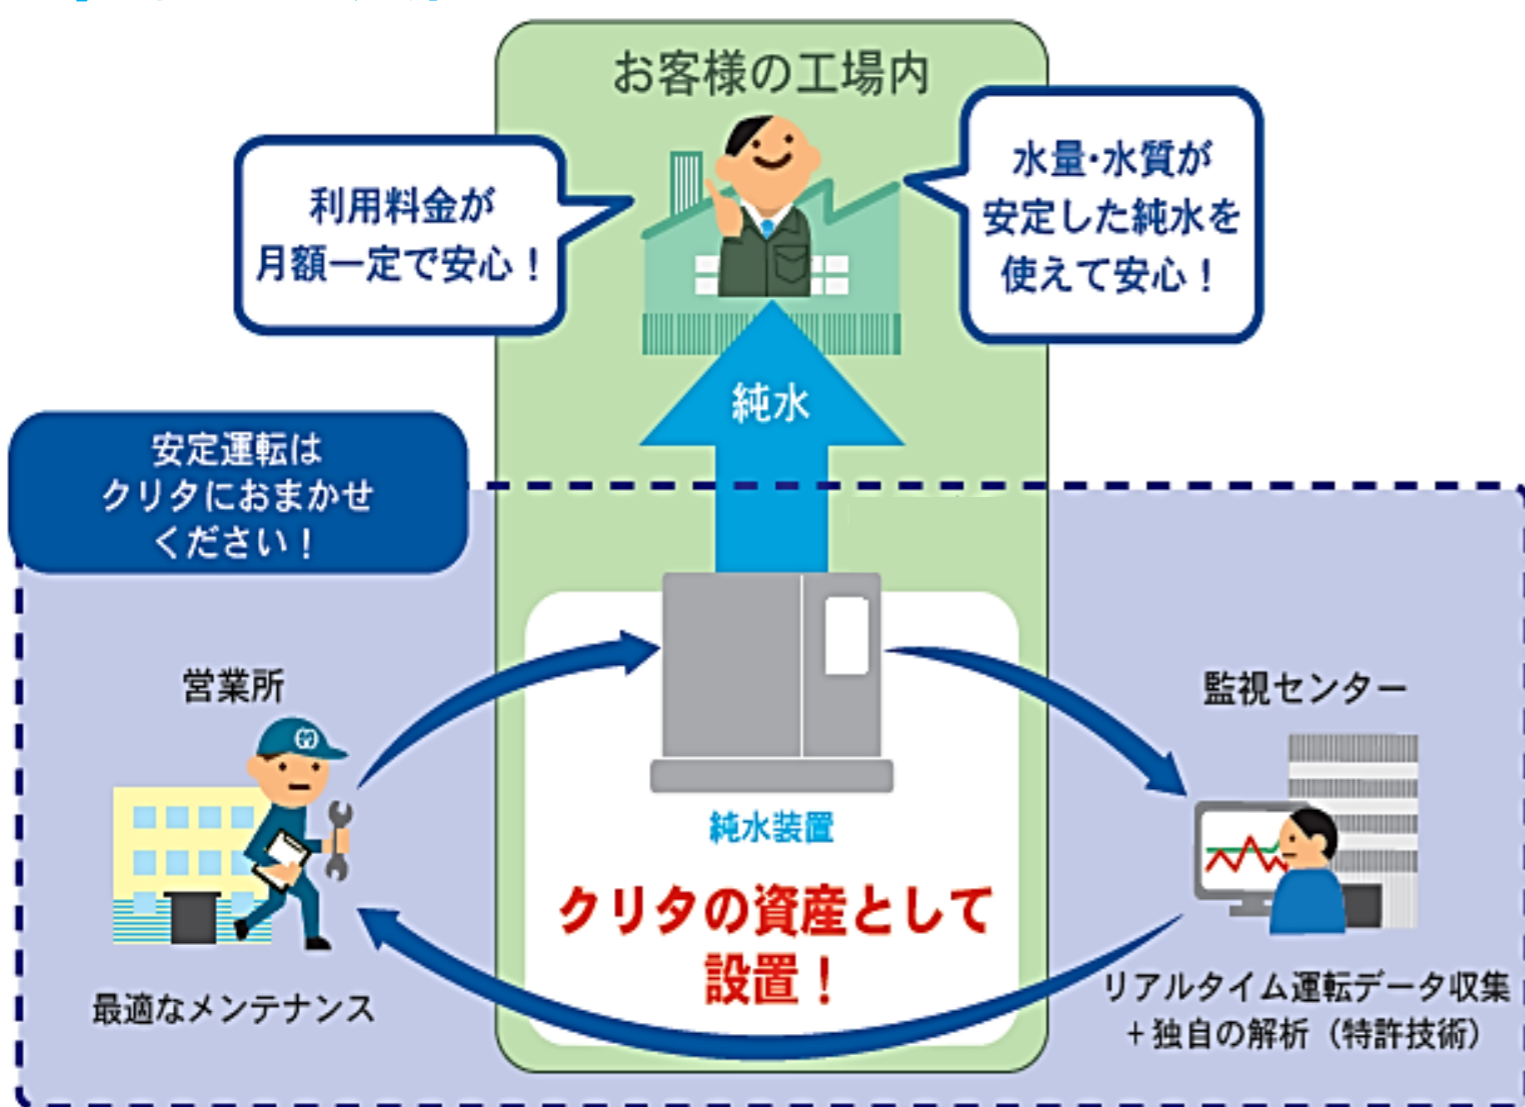 お客様の工場内
利用料金が
月額一定で安心！
水量・水質が
安定した純水を
使えて安心！
純水
安定運転は
クリタにおまかせ
ください！
営業所
監視センター
純水装置
クリタの資産として
設置！
最適なメンテナンス
リアルタイム運転データ収集
+独自の解析（特許技術）